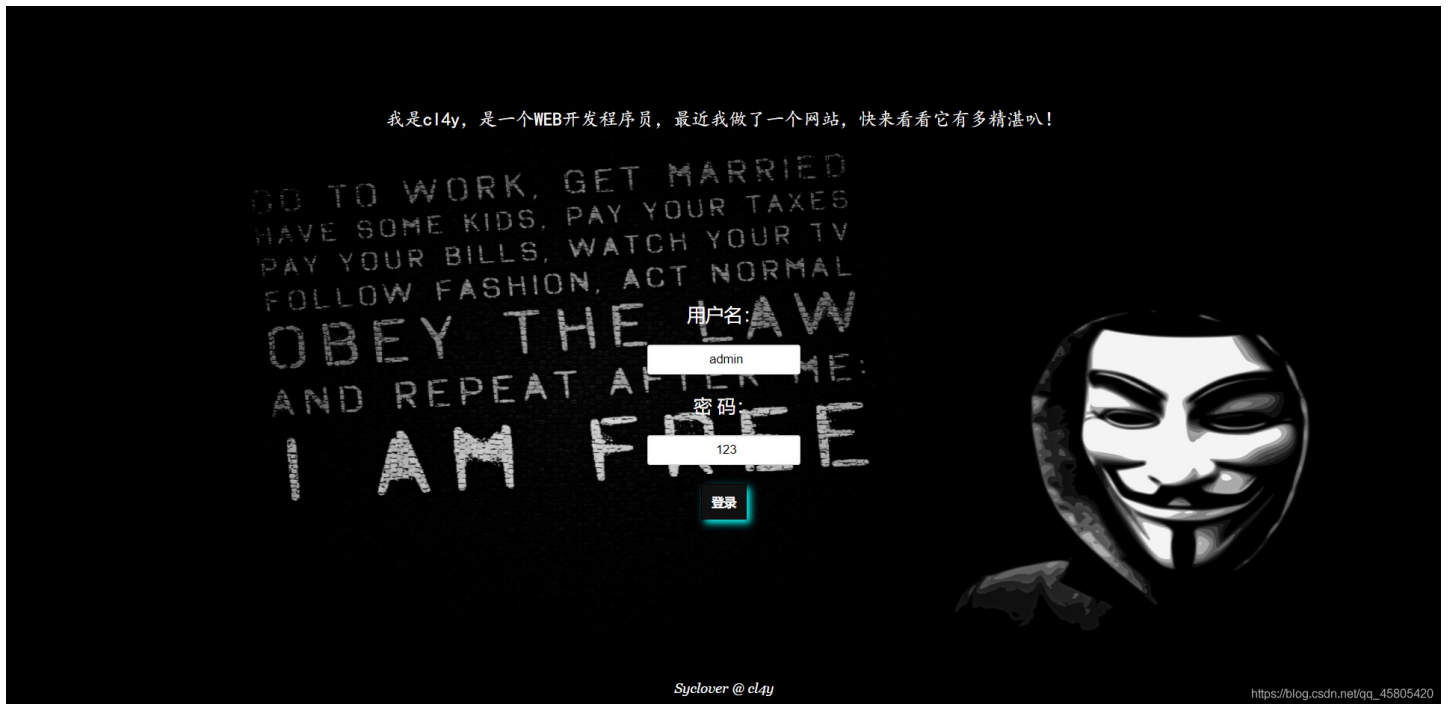 我是cl4y，是一个WEB开发程序员，最近我做了一个网站，快来看看它有多精湛叭！
GO TO WORK, GET MARRIED
HAVE SOME KIDS, PAY YOUR TAXES
PAY YOUR BILLS, WATCH YOUR TV
FOLLOW FASHION, ACT NORMAL
OBEY THE LAW
AND REPEAT AFTER ME:
I AM FREE
用户名：
admin
密 码：
123
登录
Syclover @ cl4y
https://blog.csdn.net/qq_45805420